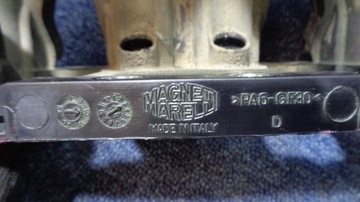 MAGNETI
MARELLI
MADE IN ITALY
>PA6-GF30<
D